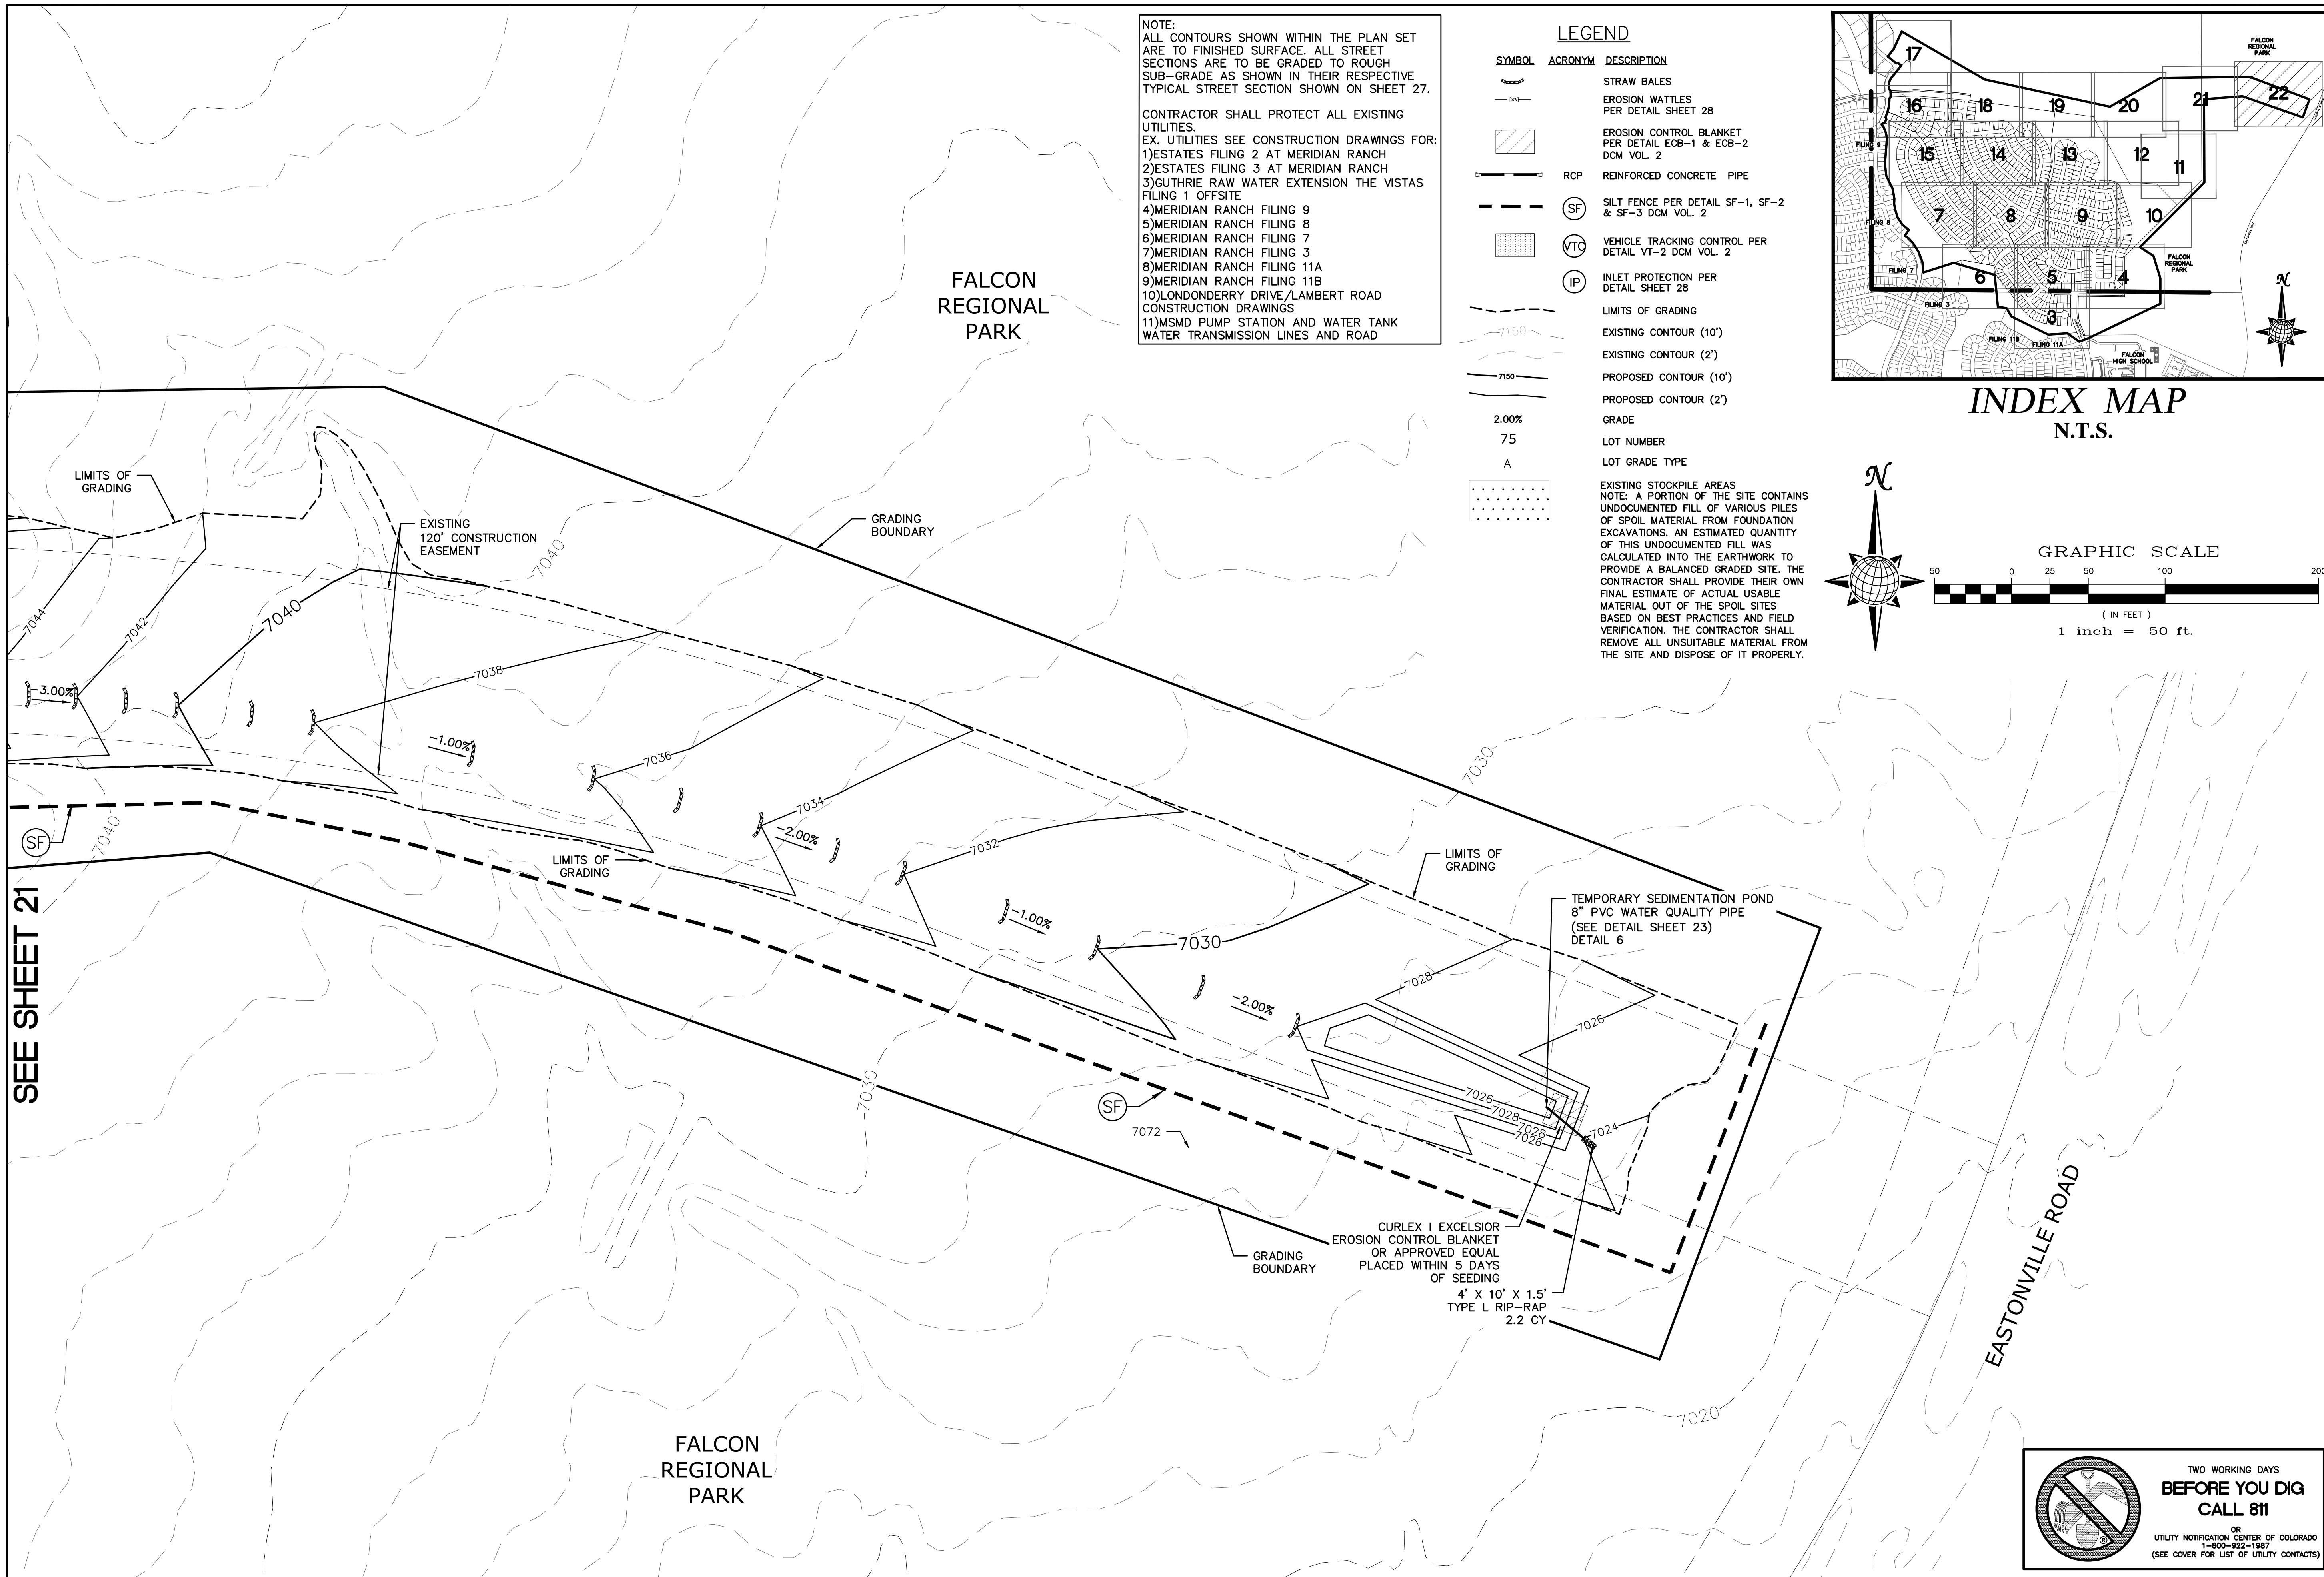 NOTE:
ALL CONTOURS SHOWN WITHIN THE PLAN SET
ARE TO FINISHED SURFACE. ALL STREET
SECTIONS ARE TO BE GRADED TO ROUGH
SUB-GRADE AS SHOWN IN THEIR RESPECTIVE
TYPICAL STREET SECTION SHOWN ON SHEET 27.
CONTRACTOR SHALL PROTECT ALL EXISTING
UTILITIES.
EX. UTILITIES SEE CONSTRUCTION DRAWINGS FOR:
1)ESTATES FILING 2 AT MERIDIAN RANCH
2)ESTATES FILING 3 AT MERIDIAN RANCH
3)GUTHRIE RAW WATER EXTENSION THE VISTAS
FILING 1 OFFSITE
4)MERIDIAN RANCH FILING 9
5)MERIDIAN RANCH FILING 8
6)MERIDIAN RANCH FILING 7
7)MERIDIAN RANCH FILING 3
8)MERIDIAN RANCH FILING 11A
9)MERIDIAN RANCH FILING 11B
10)LONDONDERRY DRIVE/LAMBERT ROAD
CONSTRUCTION DRAWINGS
11)MSMD PUMP STATION AND WATER TANK
WATER TRANSMISSION LINES AND ROAD
LEGEND
SYMBOL ACRONYM DESCRIPTION
STRAW BALES
EROSION WATTLES
PER DETAIL SHEET 28
EROSION CONTROL BLANKET
PER DETAIL ECB-1 & ECB-2
DCM VOL. 2
RCP REINFORCED CONCRETE PIPE
SF SILT FENCE PER DETAIL SF-1, SF-2
& SF-3 DCM VOL. 2
VTC VEHICLE TRACKING CONTROL PER
DETAIL VT-2 DCM VOL. 2
IP INLET PROTECTION PER
DETAIL SHEET 28
LIMITS OF GRADING
7150 EXISTING CONTOUR (10')
EXISTING CONTOUR (2')
7150 PROPOSED CONTOUR (10')
PROPOSED CONTOUR (2')
2.00% GRADE
75 LOT NUMBER
A LOT GRADE TYPE
EXISTING STOCKPILE AREAS
NOTE: A PORTION OF THE SITE CONTAINS
UNDOCUMENTED FILL OF VARIOUS PILES
OF SPOIL MATERIAL FROM FOUNDATION
EXCAVATIONS. AN ESTIMATED QUANTITY
OF THIS UNDOCUMENTED FILL WAS
CALCULATED INTO THE EARTHWORK TO
PROVIDE A BALANCED GRADED SITE. THE
CONTRACTOR SHALL PROVIDE THEIR OWN
FINAL ESTIMATE OF ACTUAL USABLE
MATERIAL OUT OF THE SPOIL SITES
BASED ON BEST PRACTICES AND FIELD
VERIFICATION. THE CONTRACTOR SHALL
REMOVE ALL UNSUITABLE MATERIAL FROM
THE SITE AND DISPOSE OF IT PROPERLY.
FALCON
REGIONAL
PARK
17
22
21
16
18
19
20
FILING 9
15
14
13
12
11
7
8
9
10
FILING 8
FILING 7
6
5
4
FALCON
REGIONAL
PARK
FILING 3
3
FILING 11B
FILING 11A
FALCON
HIGH SCHOOL
N
INDEX MAP
N.T.S.
N
GRAPHIC SCALE
50 0 25 50 100 200
( IN FEET )
1 inch = 50 ft.
FALCON
REGIONAL
PARK
LIMITS OF
GRADING
EXISTING
120' CONSTRUCTION
EASEMENT
GRADING
BOUNDARY
7040
7044
7042
7040
7038
-3.00%
-1.00%
7036
7034
-2.00%
7032
7030
SF
7040
LIMITS OF
GRADING
SEE SHEET 21
-1.00%
7030
-2.00%
LIMITS OF
GRADING
TEMPORARY SEDIMENTATION POND
8" PVC WATER QUALITY PIPE
(SEE DETAIL SHEET 23)
DETAIL 6
7028
7026
7026
7028
7028
7026
7024
7030
SF
7072
GRADING
BOUNDARY
CURLEX I EXCELSIOR
EROSION CONTROL BLANKET
OR APPROVED EQUAL
PLACED WITHIN 5 DAYS
OF SEEDING
4' X 10' X 1.5'
TYPE L RIP-RAP
2.2 CY
EASTONVILLE ROAD
7020
FALCON
REGIONAL
PARK
TWO WORKING DAYS
BEFORE YOU DIG
CALL 811
OR
UTILITY NOTIFICATION CENTER OF COLORADO
1-800-922-1987
(SEE COVER FOR LIST OF UTILITY CONTACTS)